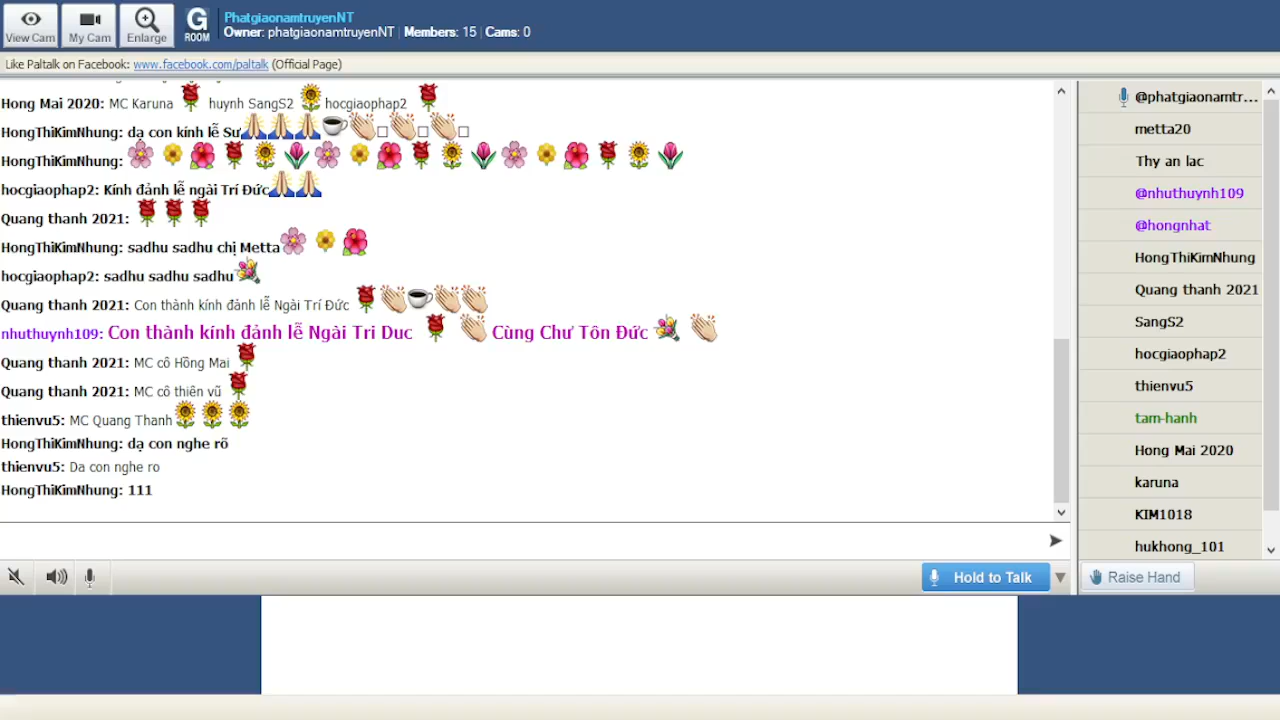 View Cam
My Cam
Enlarge
G
ROOM
PhatgiaonamtruyenNT
Owner: phatgiaonamtruyenNT | Members: 15 | Cams: 0
Like Paltalk on Facebook: www.facebook.com/paltalk (Official Page)
Hong Mai 2020: MC Karuna huynh SangS2 hocgiaophap2
HongThiKimNhung: dạ con kính lễ Sư
HongThiKimNhung:
hocgiaophap2: Kính đảnh lễ ngài Trí Đức
Quang thanh 2021:
HongThiKimNhung: sadhu sadhu chị Metta
hocgiaophap2: sadhu sadhu sadhu
Quang thanh 2021: Con thành kính đảnh lễ Ngài Trí Đức
nhuthuynh109: Con thành kính đảnh lễ Ngài Tri Duc Cùng Chư Tôn Đức
Quang thanh 2021: MC cô Hồng Mai
Quang thanh 2021: MC cô thiên vũ
thienvu5: MC Quang Thanh
HongThiKimNhung: dạ con nghe rõ
thienvu5: Da con nghe ro
HongThiKimNhung: 111
Hold to Talk
@phatgiaonamtr...
metta20
Thy an lac
@nhuthuynh109
@hongnhat
HongThiKimNhung
Quang thanh 2021
SangS2
hocgiaophap2
thienvu5
tam-hanh
Hong Mai 2020
karuna
KIM1018
hukhong_101
Raise Hand